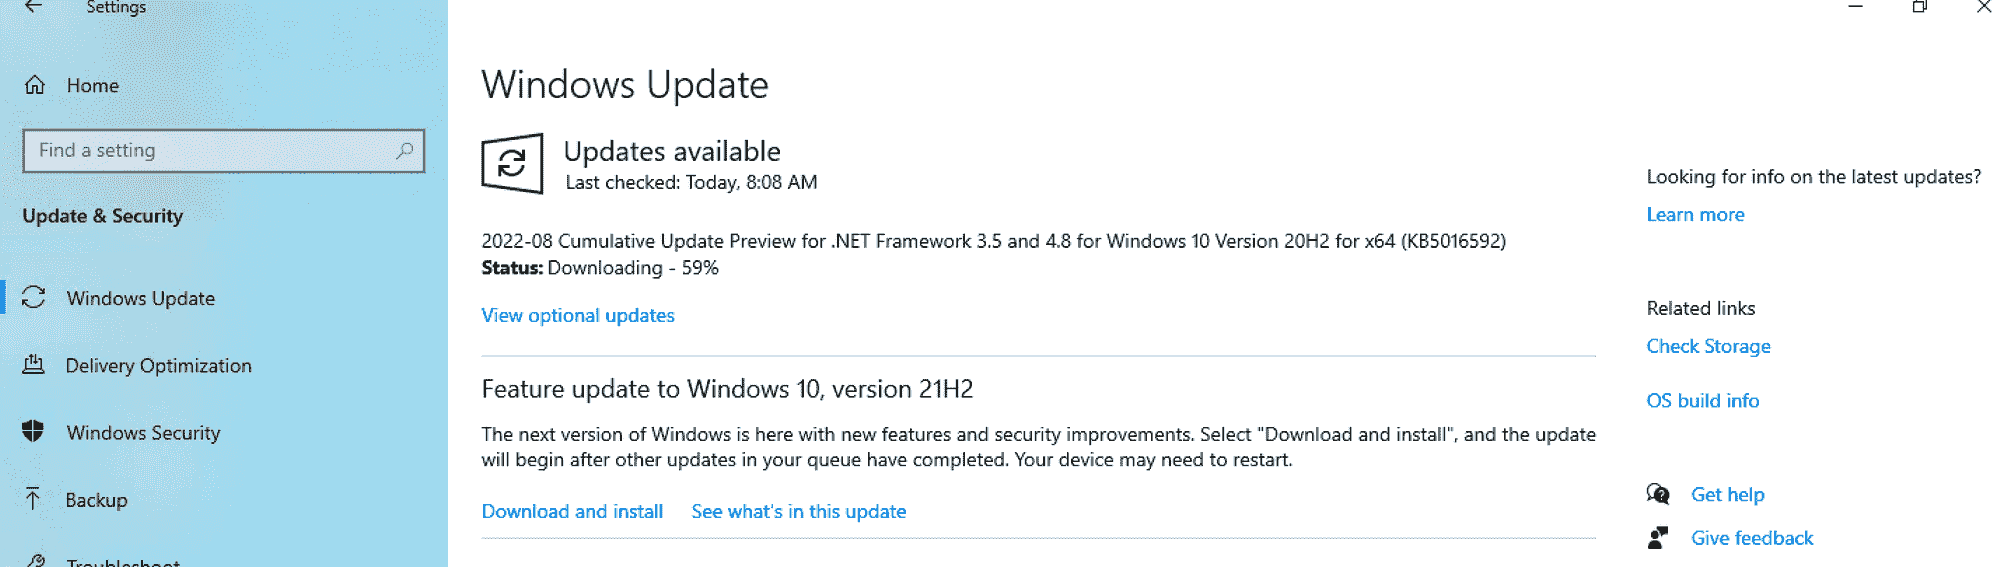 Settings
Home
Find a setting
Update & Security
Windows Update
Delivery Optimization
Windows Security
Backup
Troubleshoot
Windows Update
Updates available
Last checked: Today, 8:08 AM
2022-08 Cumulative Update Preview for .NET Framework 3.5 and 4.8 for Windows 10 Version 20H2 for x64 (KB5016592)
Status: Downloading - 59%
View optional updates
Feature update to Windows 10, version 21H2
The next version of Windows is here with new features and security improvements. Select "Download and install", and the update
will begin after other updates in your queue have completed. Your device may need to restart.
Download and install See what's in this update
Looking for info on the latest updates?
Learn more
Related links
Check Storage
OS build info
Get help
Give feedback